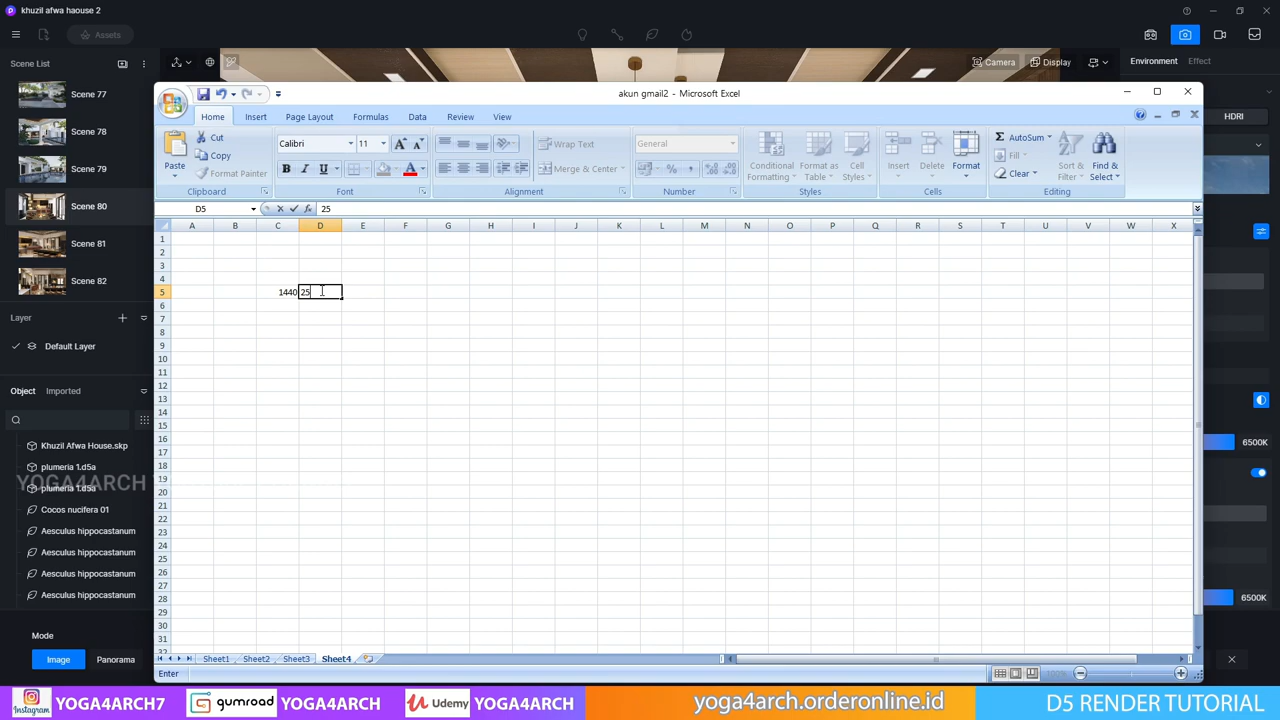 khuzil afwa haouse 2
Assets
Scene List
Camera
Display
Environment
Effect
Scene 77
Scene 78
Scene 79
Scene 80
Scene 81
Scene 82
HDRI
akun gmail2 - Microsoft Excel
Home Insert Page Layout Formulas Data Review View
Paste
Cut
Copy
Format Painter
Clipboard
Calibri 11
B I U
Font
Wrap Text
Merge & Center
Alignment
General
Number
Conditional Formatting
Format as Table
Cell Styles
Styles
Insert
Delete
Format
Cells
AutoSum
Fill
Clear
Sort & Filter
Find & Select
Editing
D5 25
A B C D E F G H I J K L M N O P Q R S T U V W X
1
2
3
4
5 1440 25
6
7
8
9
10
11
12
13
14
15
16
17
18
19
20
21
22
23
24
25
26
27
28
29
30
31
32
Layer
Default Layer
Object Imported
Khuzil Afwa House.skp
plumeria 1.d5a
plumeria 1.d5a
YOGA4ARCH
Cocos nucifera 01
Aesculus hippocastanum
Aesculus hippocastanum
Aesculus hippocastanum
Aesculus hippocastanum
6500K
6500K
Mode
Image Panorama
Sheet1 Sheet2 Sheet3 Sheet4
Enter
100%
Instagram YOGA4ARCH7 gumroad YOGA4ARCH Udemy YOGA4ARCH yoga4arch.orderonline.id D5 RENDER TUTORIAL